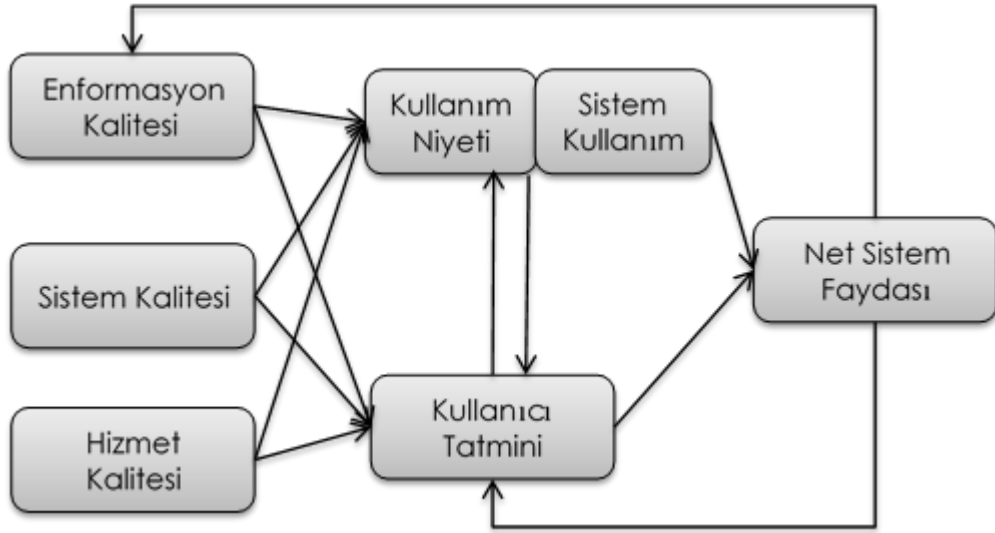 Enformasyon
Kalitesi
Kullanım
Niyeti
Sistem
Kullanım
Sistem Kalitesi
Net Sistem
Faydası
Hizmet
Kalitesi
Kullanıcı
Tatmini